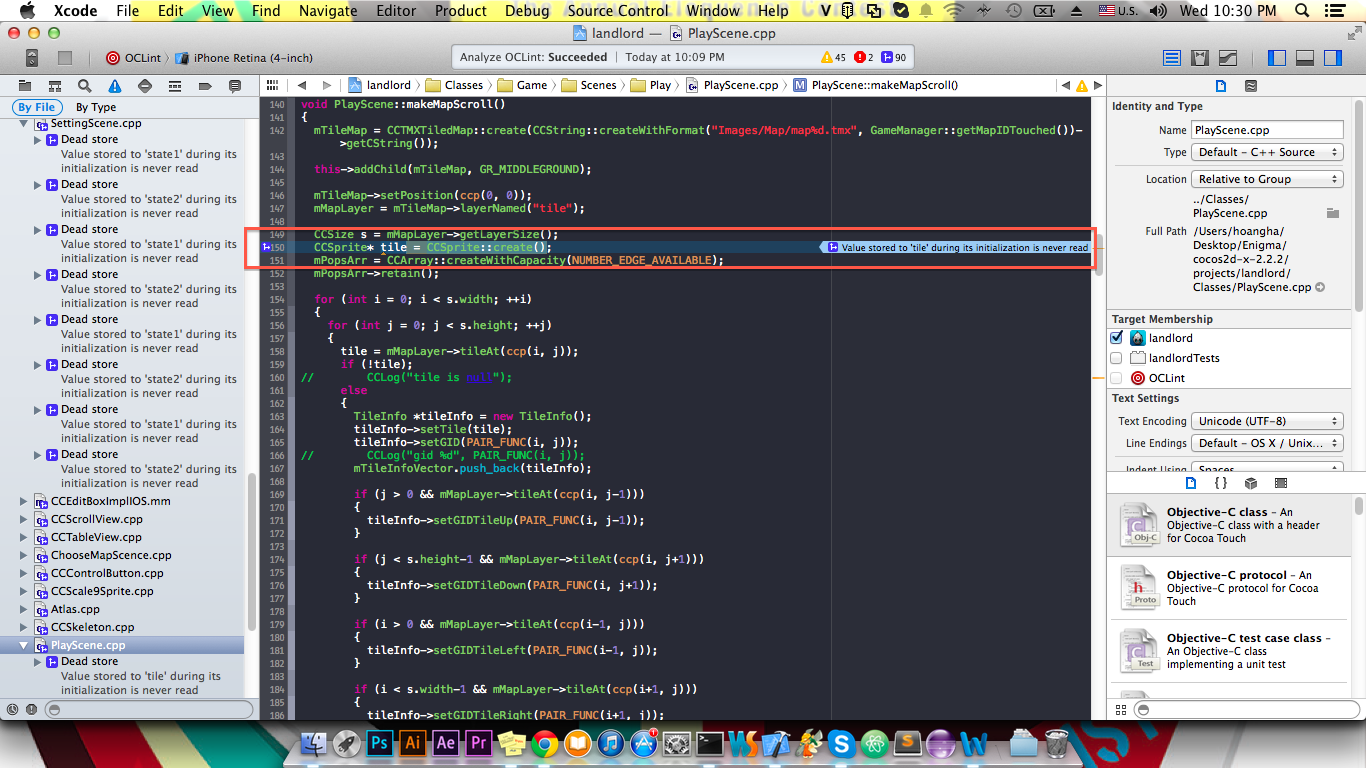 Xcode File Edit View Find Navigate Editor Product Debug Source Control Window Help U.S. Wed 10:30 PM
landlord — PlayScene.cpp
OCLint iPhone Retina (4-inch)
Analyze OCLint: Succeeded Today at 10:09 PM 45 2 90
landlord Classes Game Scenes Play PlayScene.cpp PlayScene::makeMapScroll()
By File By Type
SettingScene.cpp
Dead store
Value stored to 'state1' during its
initialization is never read
Dead store
Value stored to 'state2' during its
initialization is never read
Dead store
Value stored to 'state1' during its
initialization is never read
Dead store
Value stored to 'state2' during its
initialization is never read
Dead store
Value stored to 'state1' during its
initialization is never read
Dead store
Value stored to 'state2' during its
initialization is never read
Dead store
Value stored to 'state1' during its
initialization is never read
Dead store
Value stored to 'state2' during its
initialization is never read
CCEditBoxImplIOS.mm
CCScrollView.cpp
CCTableView.cpp
ChooseMapScence.cpp
CCControlButton.cpp
CCScale9Sprite.cpp
Atlas.cpp
CCSkeleton.cpp
PlayScene.cpp
Dead store
Value stored to 'tile' during its
initialization is never read
140 void PlayScene::makeMapScroll()
141 {
142 mTileMap = CCTMXTiledMap::create(CCString::createWithFormat("Images/Map/map%d.tmx", GameManager::getMapIDTouched())-
>getCString());
143
144 this->addChild(mTileMap, GR_MIDDLEGROUND);
145
146 mTileMap->setPosition(ccp(0, 0));
147 mMapLayer = mTileMap->layerNamed("tile");
148
149 CCSize s = mMapLayer->getLayerSize();
150 CCSprite* tile = CCSprite::create(); Value stored to 'tile' during its initialization is never read
151 mPopsArr = CCArray::createWithCapacity(NUMBER_EDGE_AVAILABLE);
152 mPopsArr->retain();
153
154 for (int i = 0; i < s.width; ++i)
155 {
156 for (int j = 0; j < s.height; ++j)
157 {
158 tile = mMapLayer->tileAt(ccp(i, j));
159 if (!tile);
160 // CCLog("tile is null");
161 else
162 {
163 TileInfo *tileInfo = new TileInfo();
164 tileInfo->setTile(tile);
165 tileInfo->setGID(PAIR_FUNC(i, j));
166 // CCLog("gid %d", PAIR_FUNC(i, j));
167 mTileInfoVector.push_back(tileInfo);
168
169 if (j > 0 && mMapLayer->tileAt(ccp(i, j-1)))
170 {
171 tileInfo->setGIDTileUp(PAIR_FUNC(i, j-1));
172 }
173
174 if (j < s.height-1 && mMapLayer->tileAt(ccp(i, j+1)))
175 {
176 tileInfo->setGIDTileDown(PAIR_FUNC(i, j+1));
177 }
178
179 if (i > 0 && mMapLayer->tileAt(ccp(i-1, j)))
180 {
181 tileInfo->setGIDTileLeft(PAIR_FUNC(i-1, j));
182 }
183
184 if (i < s.width-1 && mMapLayer->tileAt(ccp(i+1, j)))
185 {
186 tileInfo->setGIDTileRight(PAIR_FUNC(i+1, j));
Identity and Type
Name PlayScene.cpp
Type Default - C++ Source
Location Relative to Group
../Classes/
PlayScene.cpp
Full Path /Users/hoangha/
Desktop/Enigma/
cocos2d-x-2.2.2/
projects/landlord/
Classes/PlayScene.cpp
Target Membership
landlord
landlordTests
OCLint
Text Settings
Text Encoding Unicode (UTF-8)
Line Endings Default - OS X / Unix...
Indent Using Spaces
Obj-C
Objective-C class - An
Objective-C class with a header
for Cocoa Touch
Proto
Objective-C protocol - An
Objective-C protocol for Cocoa
Touch
Test
Objective-C test case class -
An Objective-C class
implementing a unit test
Ps Ai Ae Pr